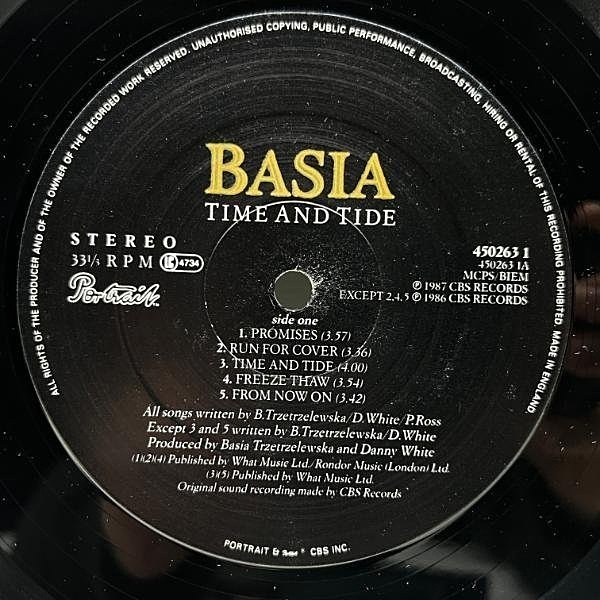 ALL RIGHTS OF THE PRODUCER AND OF THE OWNER OF THE RECORDED WORK RESERVED. UNAUTHORISED COPYING, PUBLIC PERFORMANCE, BROADCASTING, HIRING OR RENTAL OF THIS RECORDING PROHIBITED. MADE IN ENGLAND
BASIA
TIME AND TIDE
STEREO
33⅓ RPM LC 4734
Portrait
450263 1
450263 1A
MCPS/BIEM
℗ 1987 CBS RECORDS
EXCEPT 2,4,5 ℗ 1986 CBS RECORDS
side one
1. PROMISES (3.57)
2. RUN FOR COVER (3.36)
3. TIME AND TIDE (4.00)
4. FREEZE THAW (3.54)
5. FROM NOW ON (3.42)
All songs written by B.Trzetrzelewska/D.White/P.Ross
Except 3 and 5 written by B.Trzetrzelewska/D.White
Produced by Basia Trzetrzelewska and Danny White
(1)(2)(4) Published by What Music Ltd./Rondor Music (London) Ltd.
(3)(5) Published by What Music Ltd.
Original sound recording made by CBS Records
PORTRAIT & Portrait ® CBS INC.